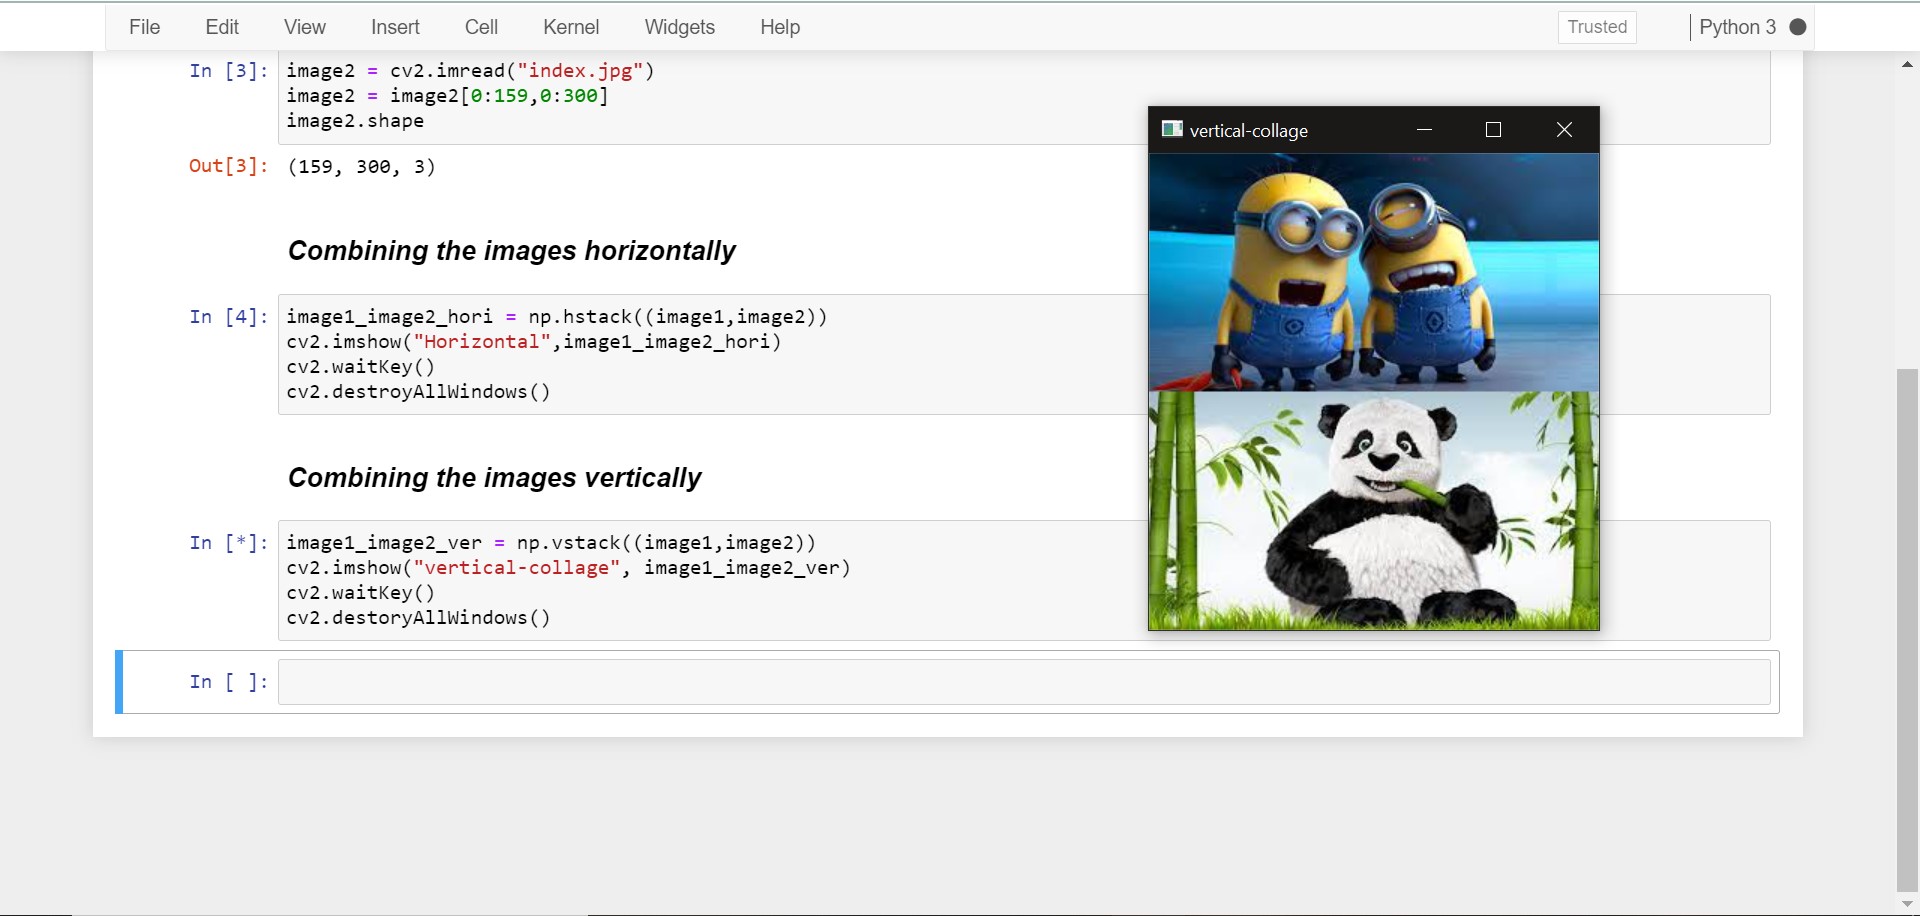 File Edit View Insert Cell Kernel Widgets Help Trusted Python 3
In [3]: image2 = cv2.imread("index.jpg")
image2 = image2[0:159,0:300]
image2.shape
Out[3]: (159, 300, 3)
Combining the images horizontally
In [4]: image1_image2_hori = np.hstack((image1,image2))
cv2.imshow("Horizontal",image1_image2_hori)
cv2.waitKey()
cv2.destroyAllWindows()
Combining the images vertically
In [*]: image1_image2_ver = np.vstack((image1,image2))
cv2.imshow("vertical-collage", image1_image2_ver)
cv2.waitKey()
cv2.destoryAllWindows()
In [ ]:
vertical-collage